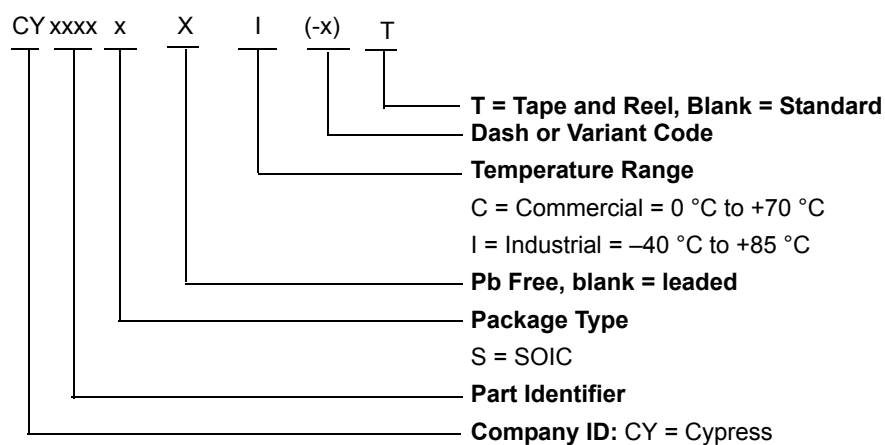 CY xxxx x X I (-x) T
T = Tape and Reel, Blank = Standard
Dash or Variant Code
Temperature Range
C = Commercial = 0 °C to +70 °C
I = Industrial = –40 °C to +85 °C
Pb Free, blank = leaded
Package Type
S = SOIC
Part Identifier
Company ID: CY = Cypress